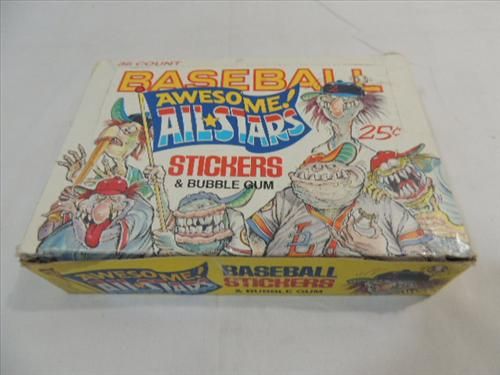 36 COUNT
BASEBALL
AWESOME!
ALL★STARS
25¢
STICKERS
& BUBBLE GUM
AWESOME!
ALL★STARS
BASEBALL
STICKERS
& BUBBLE GUM